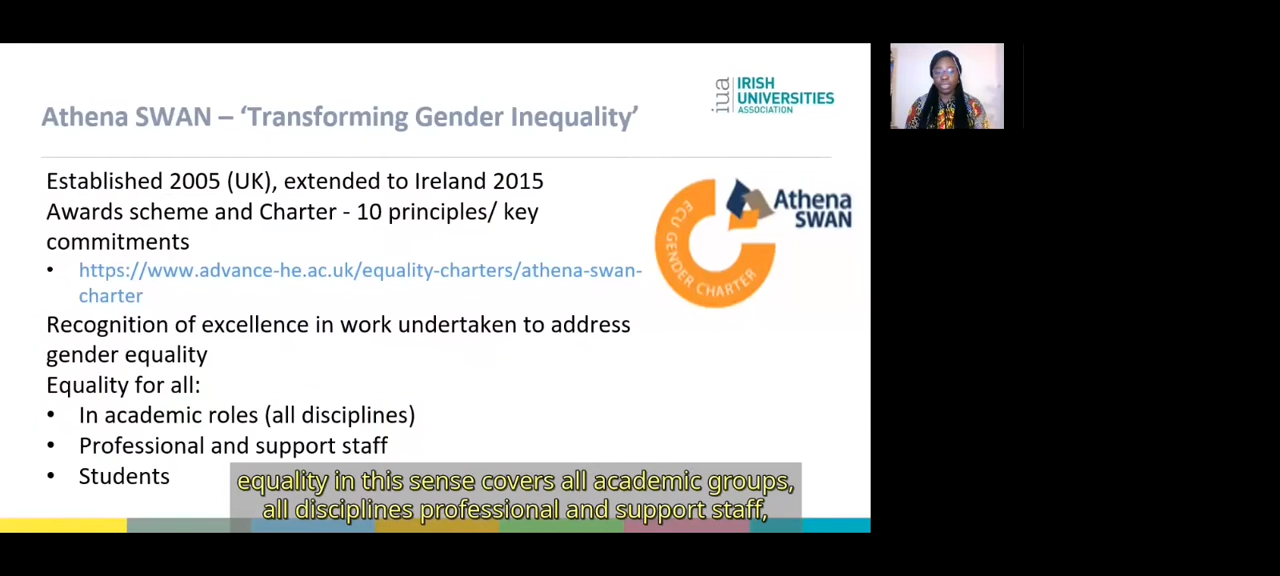 Athena SWAN – ‘Transforming Gender Inequality’
iua
IRISH
UNIVERSITIES
ASSOCIATION
Established 2005 (UK), extended to Ireland 2015
Awards scheme and Charter - 10 principles/ key
commitments
• https://www.advance-he.ac.uk/equality-charters/athena-swan-
charter
Recognition of excellence in work undertaken to address
gender equality
Equality for all:
• In academic roles (all disciplines)
• Professional and support staff
• Students
Athena
SWAN
ECU GENDER CHARTER
equality in this sense covers all academic groups,
all disciplines professional and support staff,